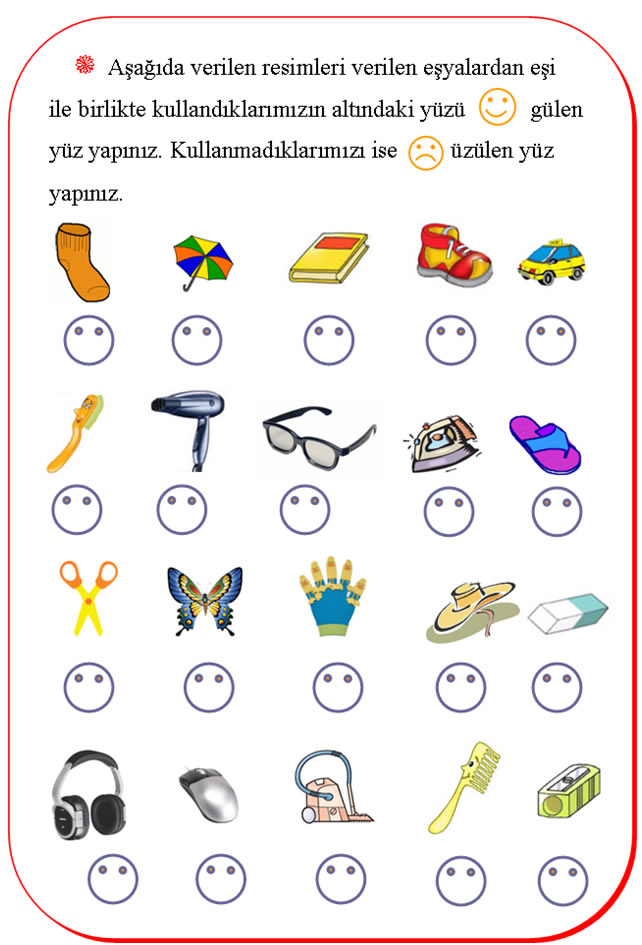 Aşağıda verilen resimleri verilen eşyalardan eşi
ile birlikte kullandıklarımızın altındaki yüzü gülen
yüz yapınız. Kullanmadıklarımızı ise üzülen yüz
yapınız.